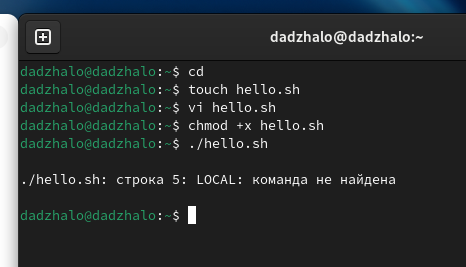 dadzhalo@dadzhalo:~
dadzhalo@dadzhalo:~$ cd
dadzhalo@dadzhalo:~$ touch hello.sh
dadzhalo@dadzhalo:~$ vi hello.sh
dadzhalo@dadzhalo:~$ chmod +x hello.sh
dadzhalo@dadzhalo:~$ ./hello.sh
./hello.sh: строка 5: LOCAL: команда не найдена
dadzhalo@dadzhalo:~$